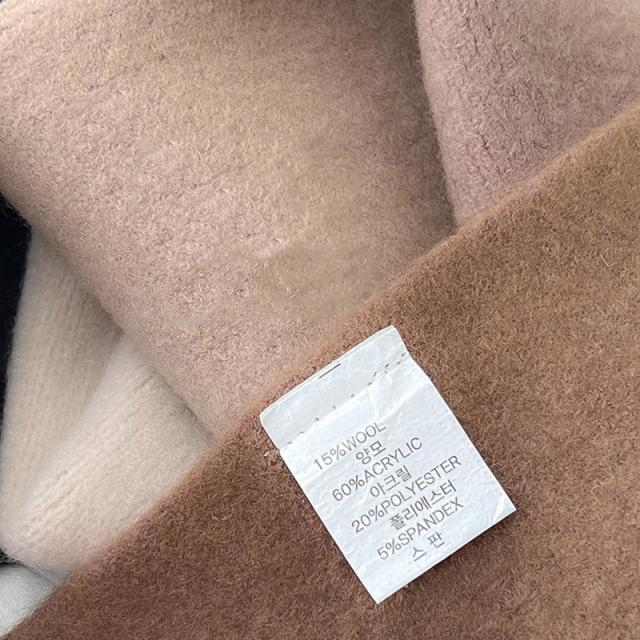 15%WOOL
양모
60%ACRYLIC
아크릴
20%POLYESTER
폴리에스터
5%SPANDEX
스 판